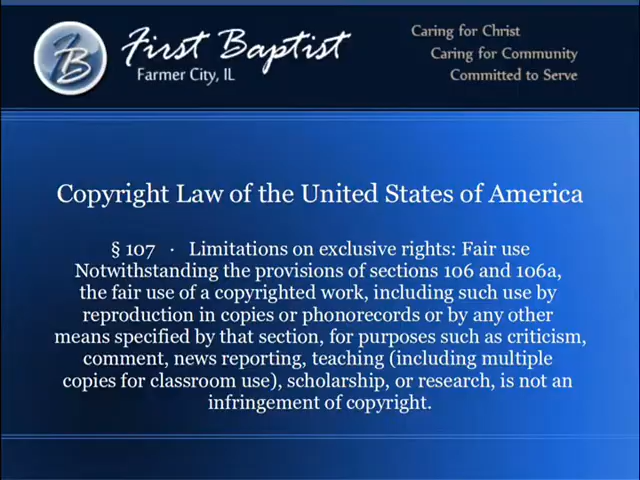 FB
First Baptist
Farmer City, IL
Caring for Christ
Caring for Community
Committed to Serve
Copyright Law of the United States of America
§ 107 · Limitations on exclusive rights: Fair use
Notwithstanding the provisions of sections 106 and 106a,
the fair use of a copyrighted work, including such use by
reproduction in copies or phonorecords or by any other
means specified by that section, for purposes such as criticism,
comment, news reporting, teaching (including multiple
copies for classroom use), scholarship, or research, is not an
infringement of copyright.